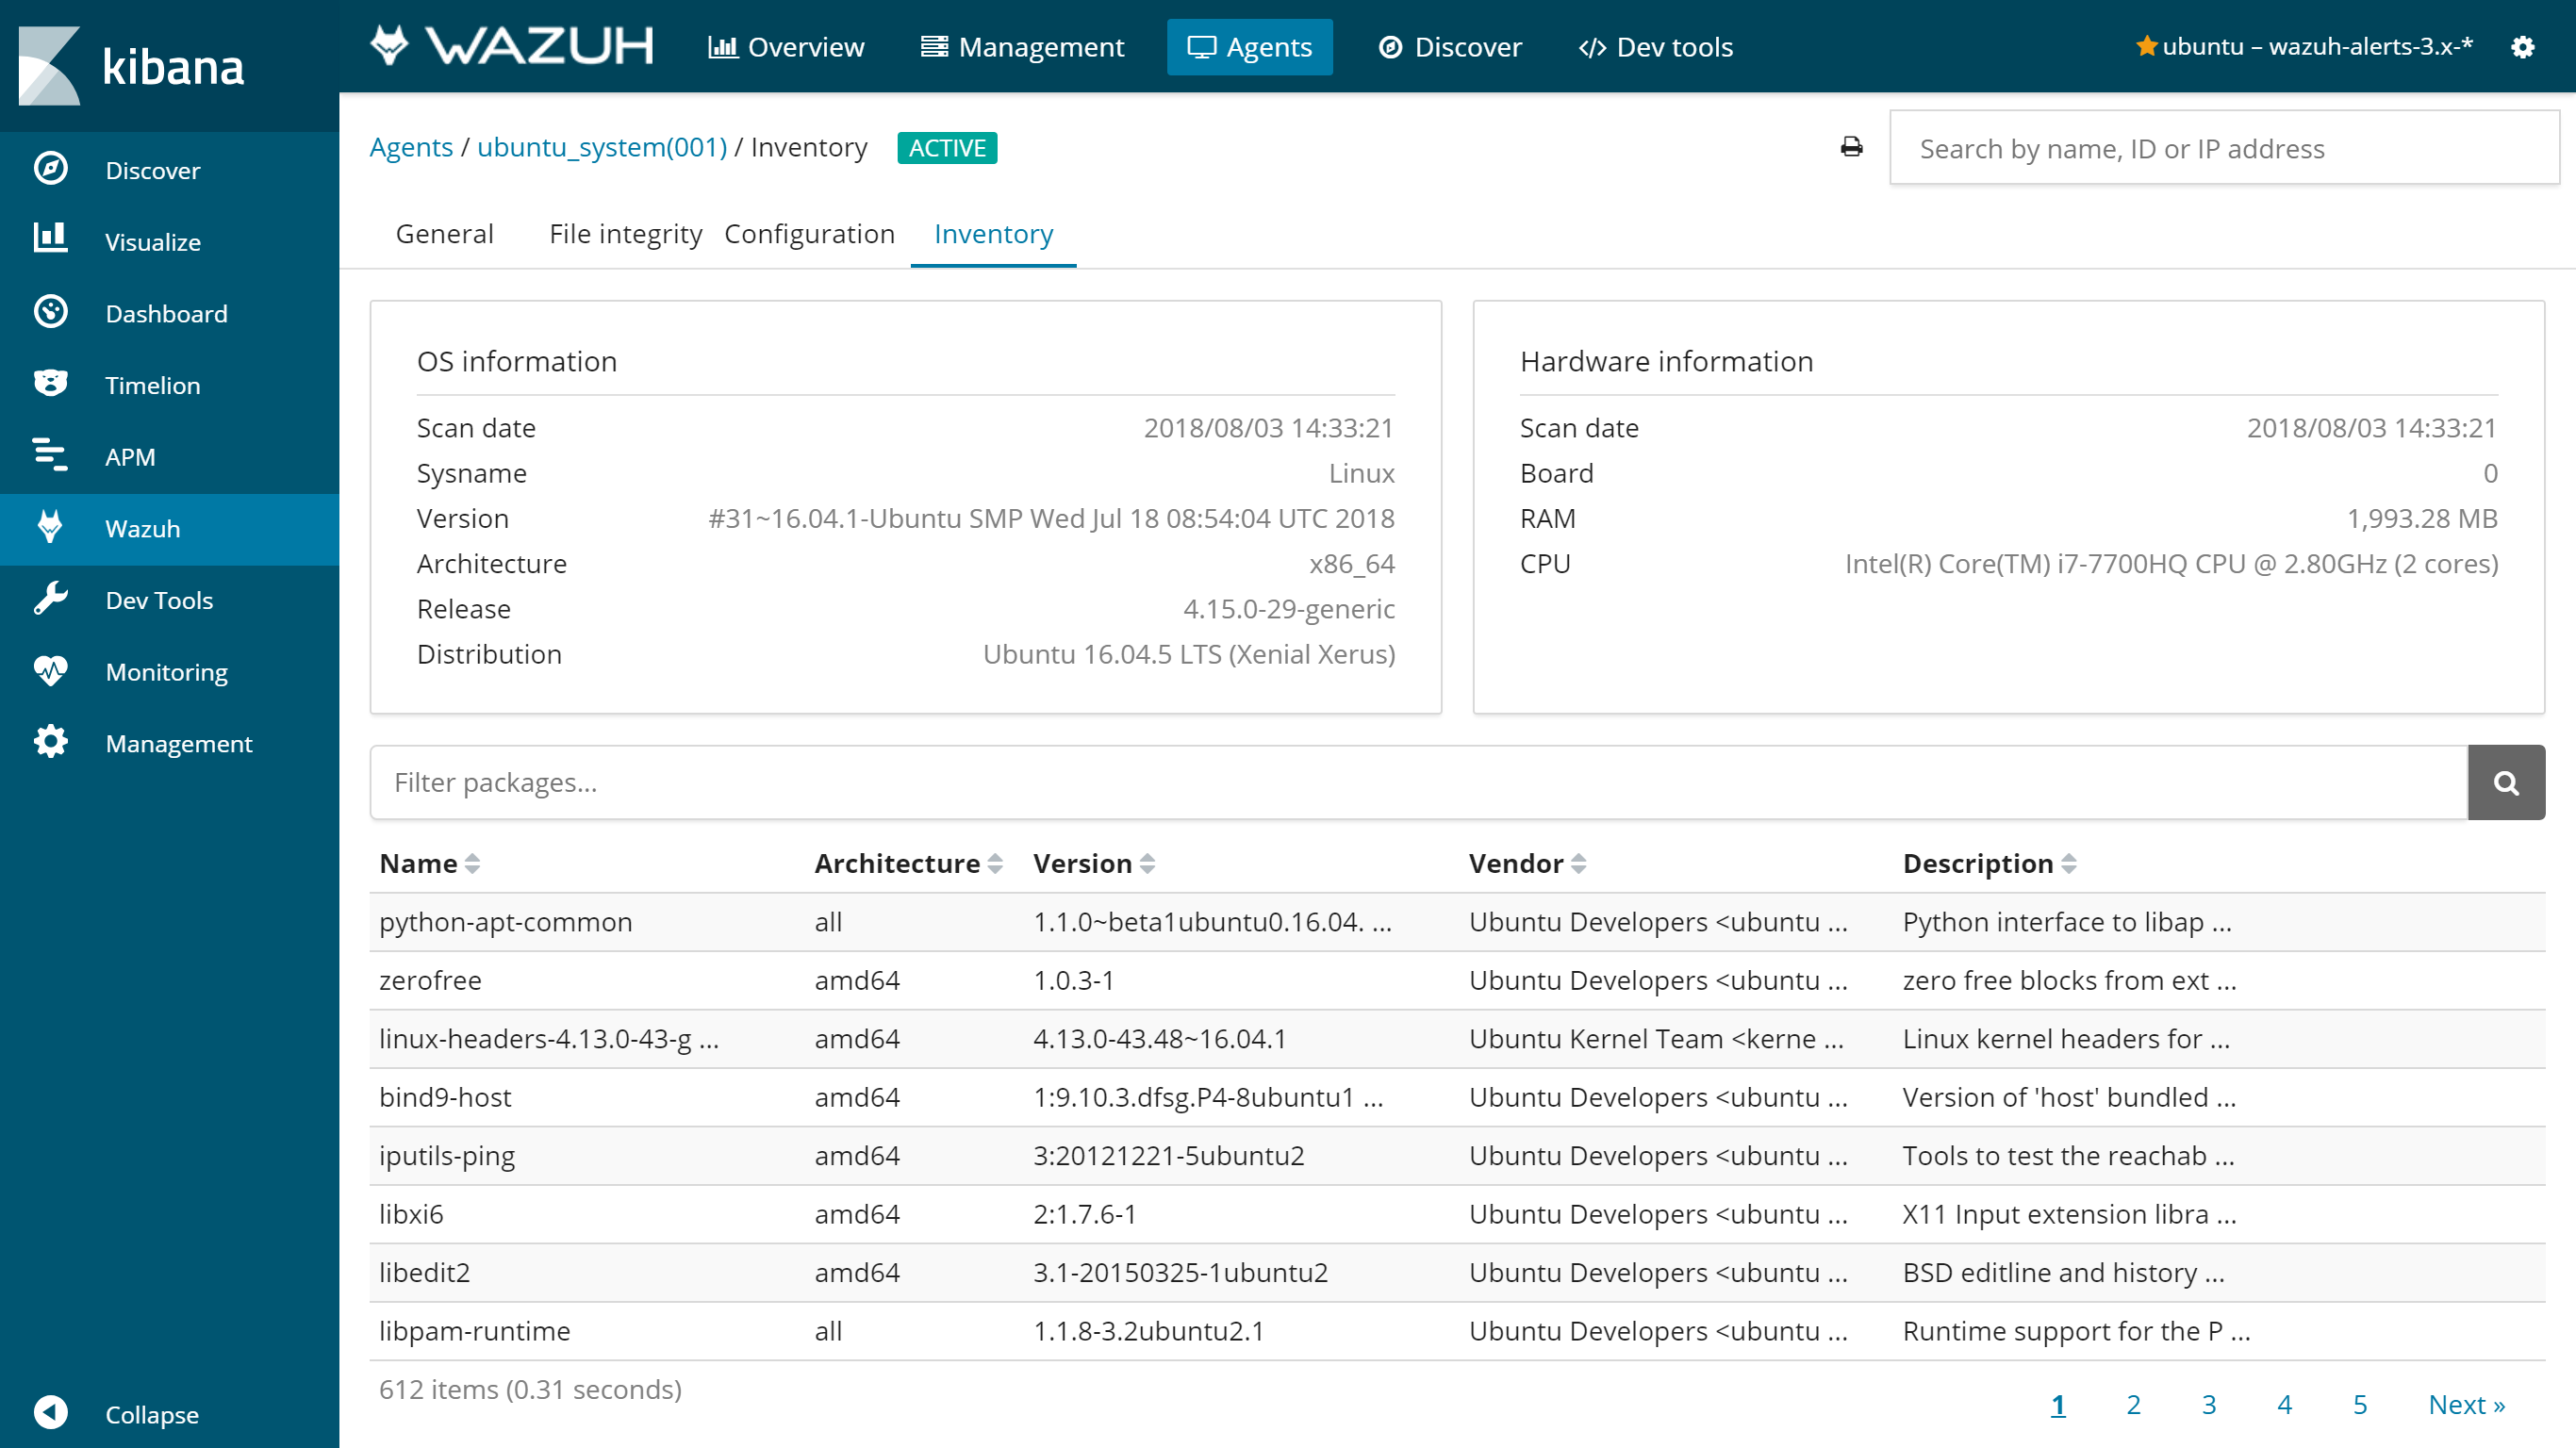 kibana
Discover
Visualize
Dashboard
Timelion
APM
Wazuh
Dev Tools
Monitoring
Management
Collapse
WAZUH Overview Management Agents Discover </> Dev tools ubuntu – wazuh-alerts-3.x-*
Agents / ubuntu_system(001) / Inventory ACTIVE Search by name, ID or IP address
General File integrity Configuration Inventory
OS information
Scan date 2018/08/03 14:33:21
Sysname Linux
Version #31~16.04.1-Ubuntu SMP Wed Jul 18 08:54:04 UTC 2018
Architecture x86_64
Release 4.15.0-29-generic
Distribution Ubuntu 16.04.5 LTS (Xenial Xerus)
Hardware information
Scan date 2018/08/03 14:33:21
Board 0
RAM 1,993.28 MB
CPU Intel(R) Core(TM) i7-7700HQ CPU @ 2.80GHz (2 cores)
Filter packages...
Name Architecture Version Vendor Description
python-apt-common all 1.1.0~beta1ubuntu0.16.04. ... Ubuntu Developers <ubuntu ... Python interface to libap ...
zerofree amd64 1.0.3-1 Ubuntu Developers <ubuntu ... zero free blocks from ext ...
linux-headers-4.13.0-43-g ... amd64 4.13.0-43.48~16.04.1 Ubuntu Kernel Team <kerne ... Linux kernel headers for ...
bind9-host amd64 1:9.10.3.dfsg.P4-8ubuntu1 ... Ubuntu Developers <ubuntu ... Version of 'host' bundled ...
iputils-ping amd64 3:20121221-5ubuntu2 Ubuntu Developers <ubuntu ... Tools to test the reachab ...
libxi6 amd64 2:1.7.6-1 Ubuntu Developers <ubuntu ... X11 Input extension libra ...
libedit2 amd64 3.1-20150325-1ubuntu2 Ubuntu Developers <ubuntu ... BSD editline and history ...
libpam-runtime all 1.1.8-3.2ubuntu2.1 Ubuntu Developers <ubuntu ... Runtime support for the P ...
612 items (0.31 seconds)
1 2 3 4 5 Next »